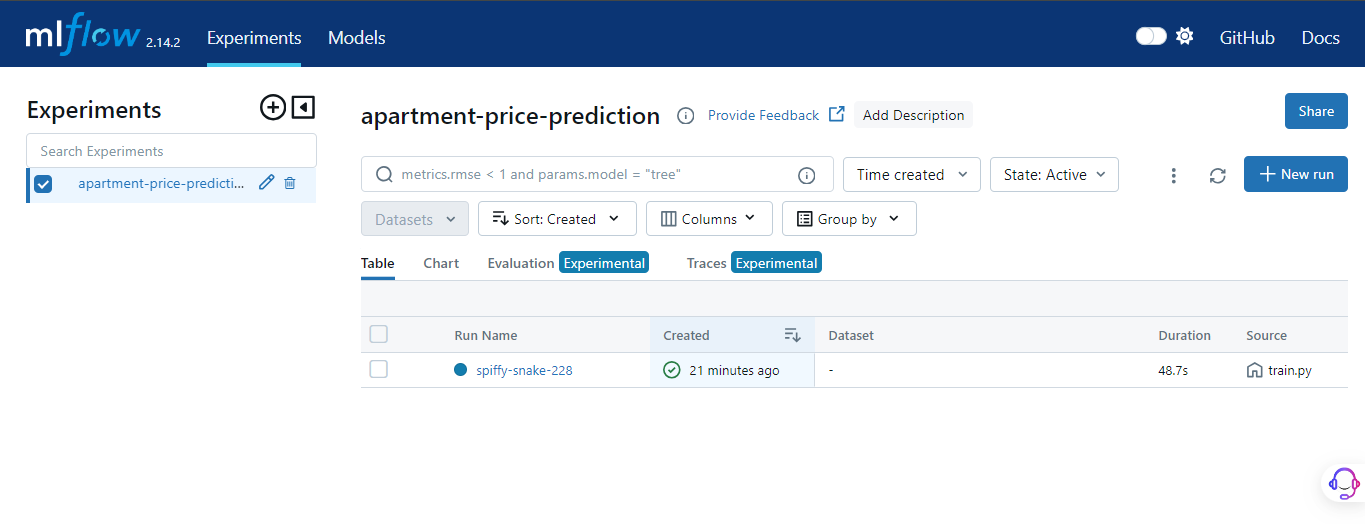 mlflow 2.14.2 Experiments Models GitHub Docs
Experiments
Search Experiments
apartment-price-predicti...
apartment-price-prediction Provide Feedback Add Description Share
metrics.rmse < 1 and params.model = "tree" Time created State: Active New run
Datasets Sort: Created Columns Group by
Table Chart Evaluation Experimental Traces Experimental
Run Name Created Dataset Duration Source
spiffy-snake-228 21 minutes ago - 48.7s train.py